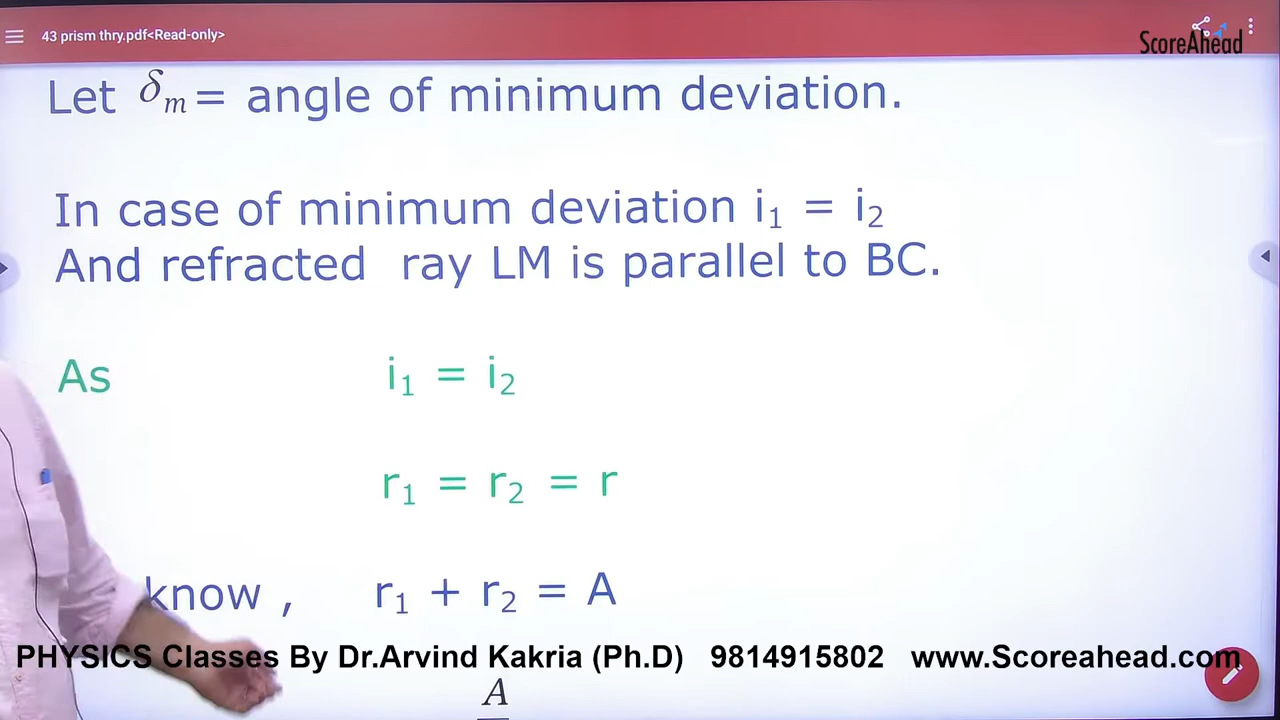 43 prism thry.pdf<Read-only>
ScoreAhead
Let δₘ = angle of minimum deviation.
In case of minimum deviation i₁ = i₂
And refracted ray LM is parallel to BC.
As i₁ = i₂
r₁ = r₂ = r
know , r₁ + r₂ = A
PHYSICS Classes By Dr.Arvind Kakria (Ph.D) 9814915802 www.Scoreahead.com
A